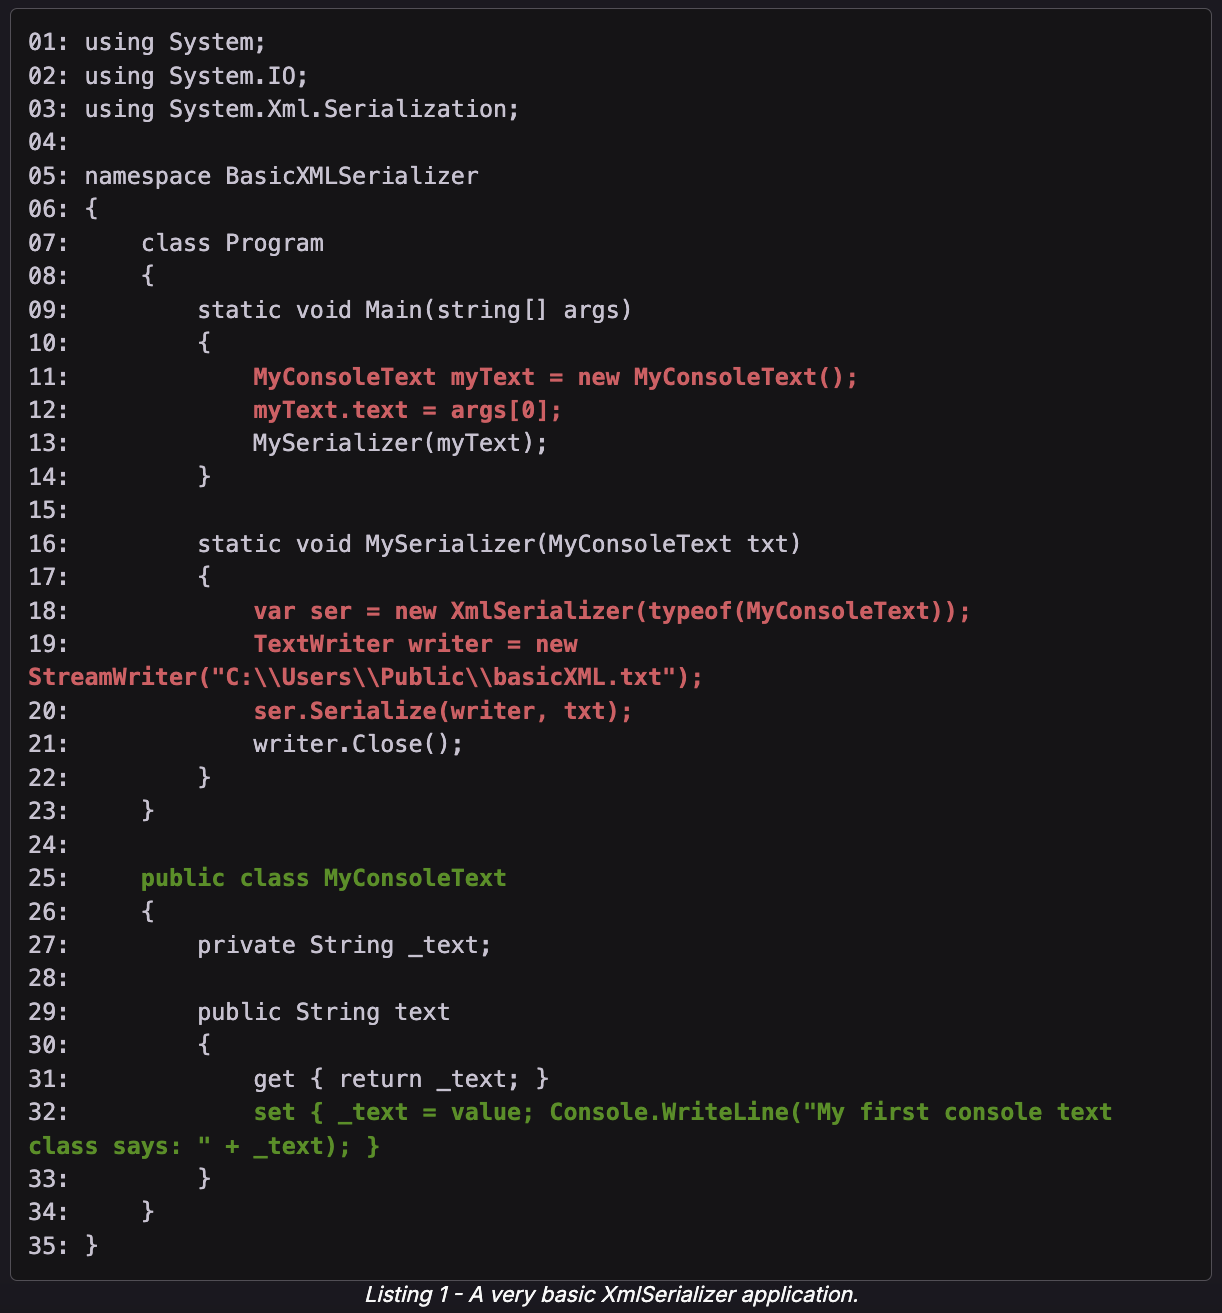 01: using System;
02: using System.IO;
03: using System.Xml.Serialization;
04:
05: namespace BasicXMLSerializer
06: {
07:     class Program
08:     {
09:         static void Main(string[] args)
10:         {
11:             MyConsoleText myText = new MyConsoleText();
12:             myText.text = args[0];
13:             MySerializer(myText);
14:         }
15:
16:         static void MySerializer(MyConsoleText txt)
17:         {
18:             var ser = new XmlSerializer(typeof(MyConsoleText));
19:             TextWriter writer = new
StreamWriter("C:\\Users\\Public\\basicXML.txt");
20:             ser.Serialize(writer, txt);
21:             writer.Close();
22:         }
23:     }
24:
25:     public class MyConsoleText
26:     {
27:         private String _text;
28:
29:         public String text
30:         {
31:             get { return _text; }
32:             set { _text = value; Console.WriteLine("My first console text
class says: " + _text); }
33:         }
34:     }
35: }
Listing 1 - A very basic XmlSerializer application.